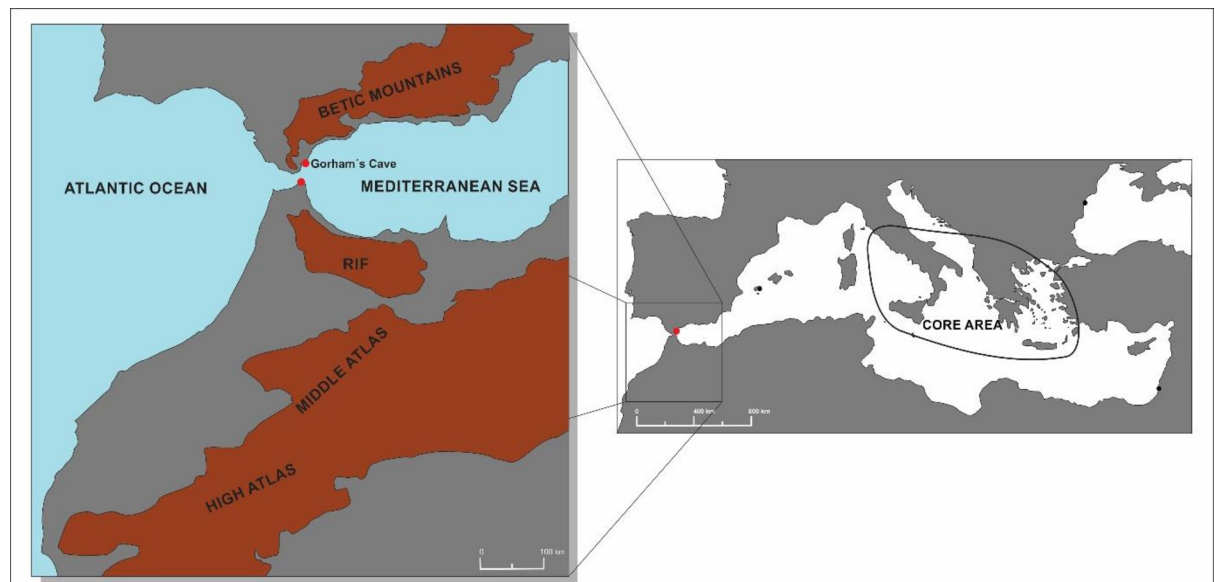 BETIC MOUNTAINS
Gorham´s Cave
ATLANTIC OCEAN
MEDITERRANEAN SEA
RIF
MIDDLE ATLAS
HIGH ATLAS
0 100 km
CORE AREA
0 400 km 800 km